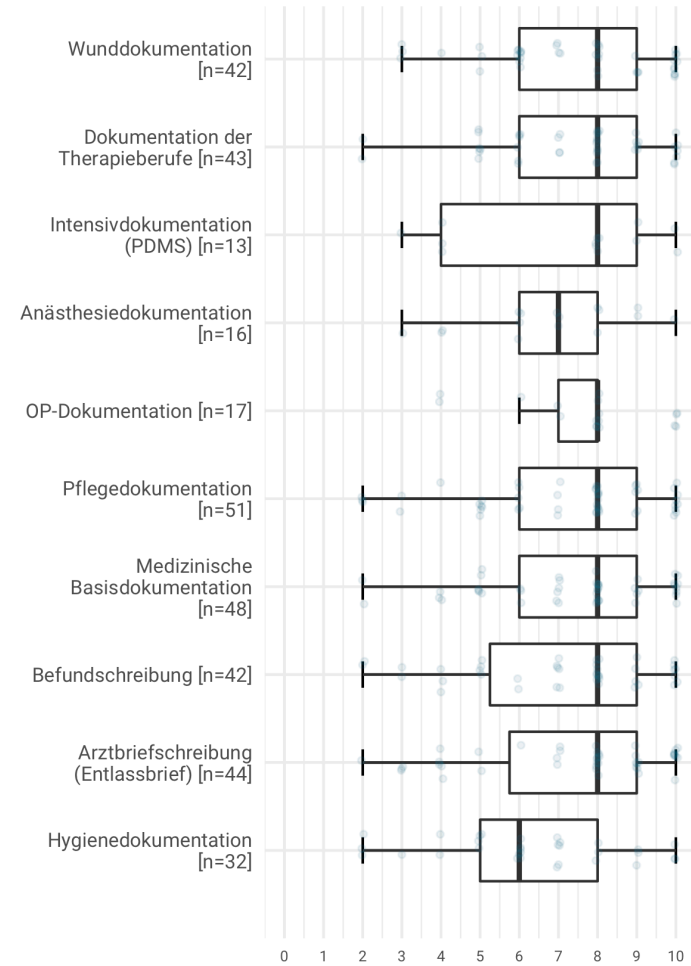 Wunddokumentation
[n=42]
Dokumentation der
Therapieberufe [n=43]
Intensivdokumentation
(PDMS) [n=13]
Anästhesiedokumentation
[n=16]
OP-Dokumentation [n=17]
Pflegedokumentation
[n=51]
Medizinische
Basisdokumentation
[n=48]
Befundschreibung [n=42]
Arztbriefschreibung
(Entlassbrief) [n=44]
Hygienedokumentation
[n=32]
0 1 2 3 4 5 6 7 8 9 10